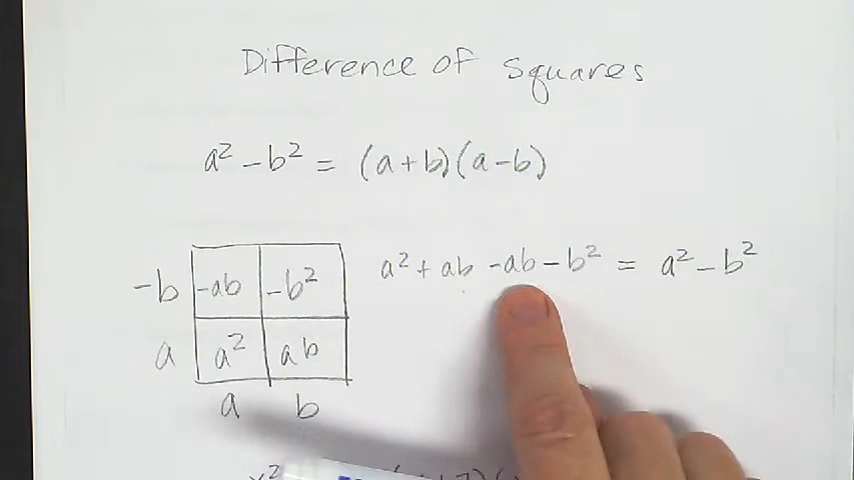 Difference of squares
a² - b² = (a+b)(a-b)
-b -ab -b² a² + ab -ab - b² = a² - b²
a a² ab
a b